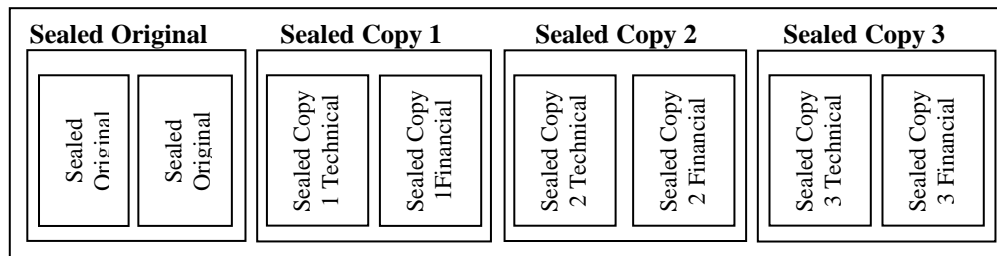 Sealed Original
Sealed Copy 1
Sealed Copy 2
Sealed Copy 3
Sealed
Original
Sealed
Original
Sealed Copy
1 Technical
Sealed Copy
1Financial
Sealed Copy
2 Technical
Sealed Copy
2 Financial
Sealed Copy
3 Technical
Sealed Copy
3 Financial